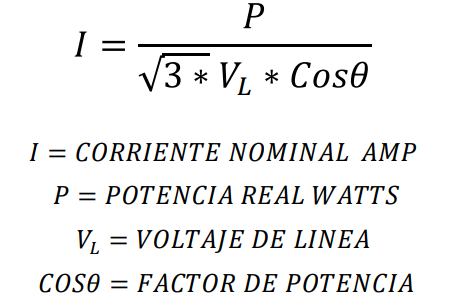 I = P / √3 * V_L * Cosθ
I = CORRIENTE NOMINAL AMP
P = POTENCIA REAL WATTS
V_L = VOLTAJE DE LINEA
COSθ = FACTOR DE POTENCIA